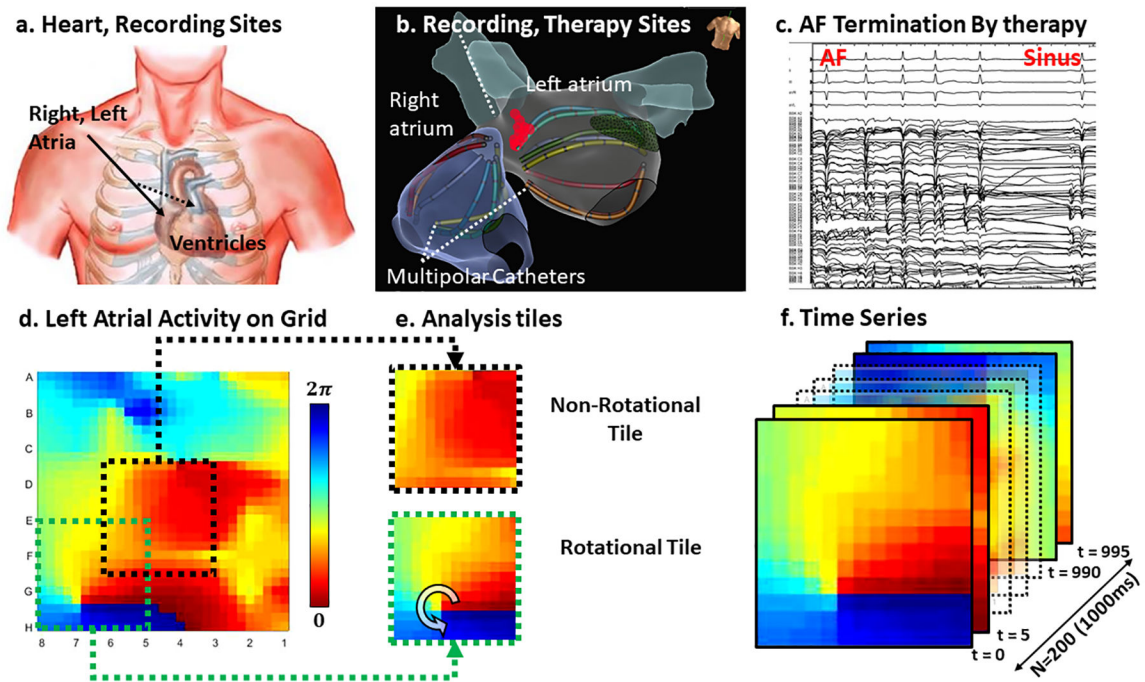 a. Heart, Recording Sites
Right, Left
Atria
Ventricles
b. Recording, Therapy Sites
Left atrium
Right
atrium
Multipolar Catheters
c. AF Termination By therapy
AF
Sinus
d. Left Atrial Activity on Grid
A
B
C
D
E
F
G
H
8 7 6 5 4 3 2 1
2π
0
e. Analysis tiles
Non-Rotational
Tile
Rotational Tile
f. Time Series
t = 995
t = 990
t = 5
t = 0
N=200 (1000ms)